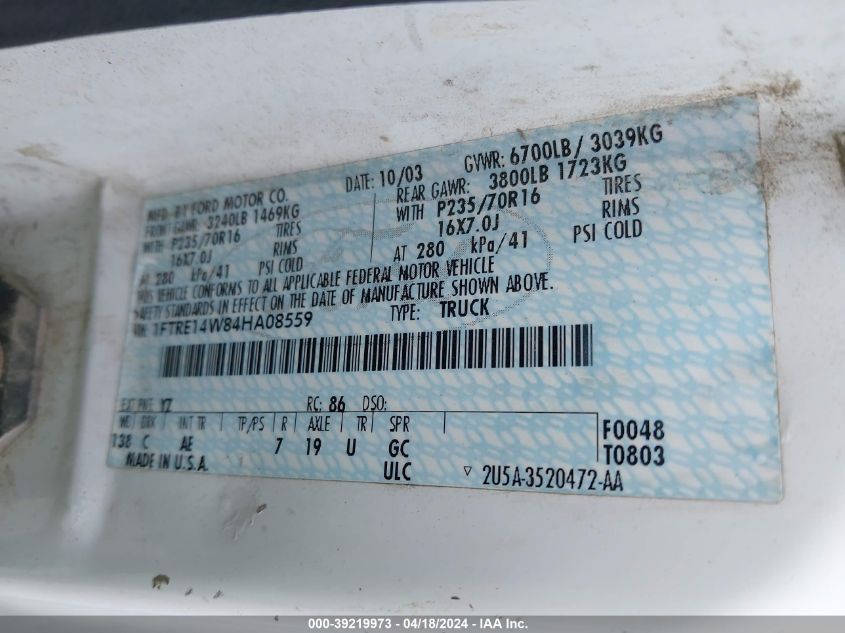 MFD. BY FORD MOTOR CO.
DATE: 10/03 GVWR: 6700LB/ 3039KG
FRONT GAWR: 3240LB 1469KG
REAR GAWR: 3800LB 1723KG
WITH P235/70R16 TIRES
WITH P235/70R16 TIRES
16X7.0J RIMS
16X7.0J RIMS
AT 280 kPa/41 PSI COLD
AT 280 kPa/41 PSI COLD
THIS VEHICLE CONFORMS TO ALL APPLICABLE FEDERAL MOTOR VEHICLE
SAFETY STANDARDS IN EFFECT ON THE DATE OF MANUFACTURE SHOWN ABOVE.
1FTRE14W84HA08559 TYPE: TRUCK
EXT PNT: YZ RC: 86 DSO:
WB BRK INT TR TP/PS R AXLE TR SPR
138 C AE 7 19 U GC
F0048
T0803
MADE IN U.S.A. ULC ▽ 2U5A-3520472-AA
000-39219973 - 04/18/2024 - IAA Inc.